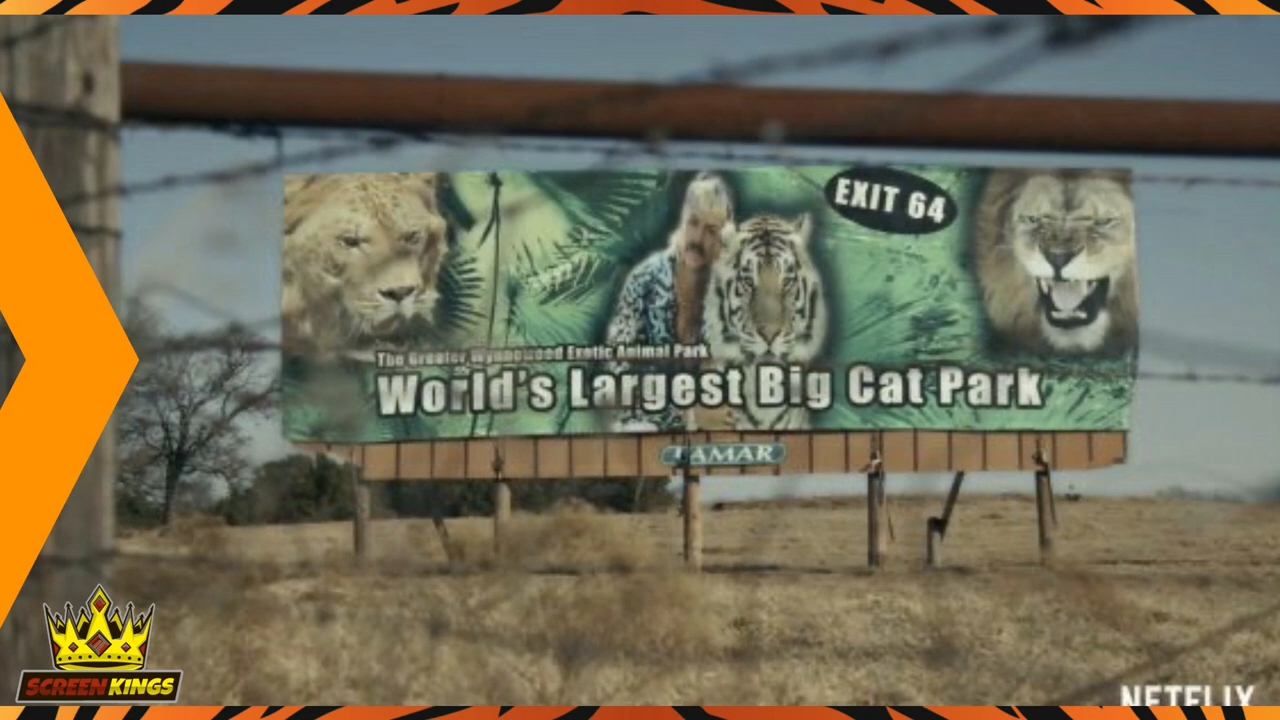 EXIT 64
The Greater Wynnewood Exotic Animal Park
World's Largest Big Cat Park
LAMAR
SCREEN KINGS
NETFLIX